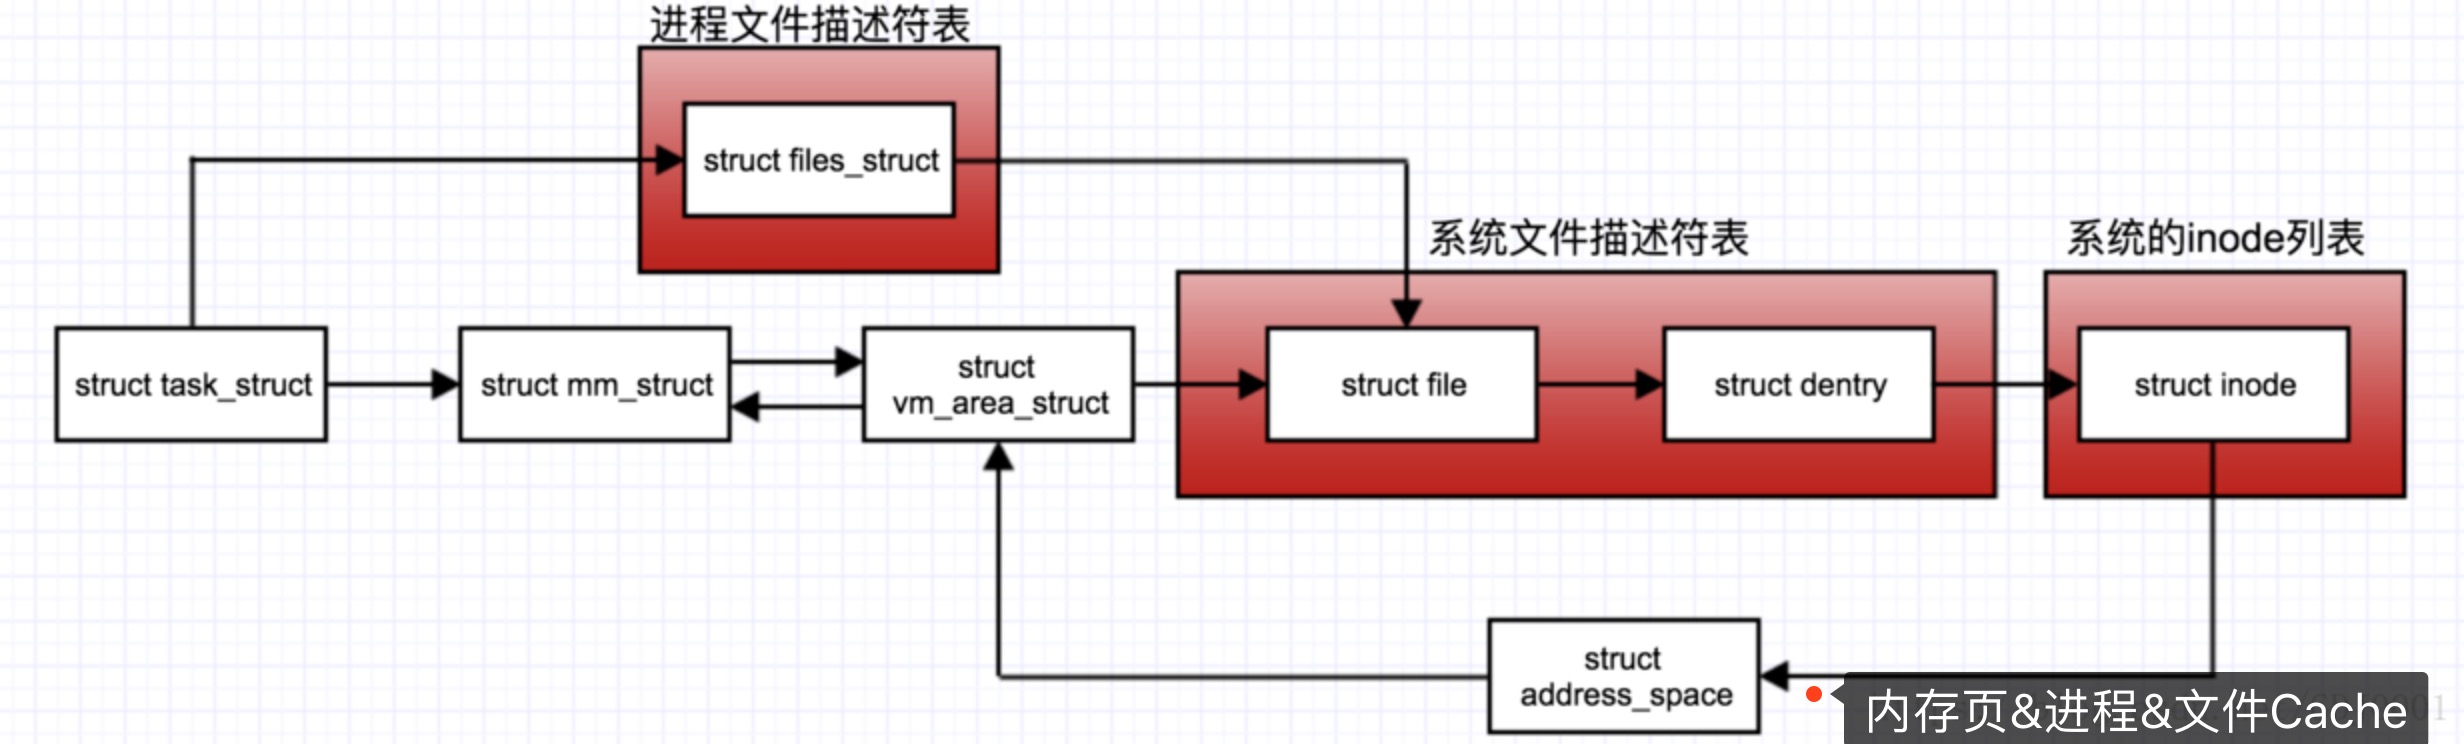 进程文件描述符表
struct files_struct
系统文件描述符表
系统的inode列表
struct task_struct
struct mm_struct
struct
vm_area_struct
struct file
struct dentry
struct inode
struct
address_space
内存页&进程&文件Cache